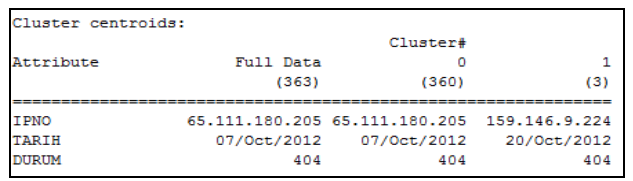 Cluster centroids:
Cluster#
Attribute Full Data 0 1
(363) (360) (3)
================================================================
IPNO 65.111.180.205 65.111.180.205 159.146.9.224
TARIH 07/Oct/2012 07/Oct/2012 20/Oct/2012
DURUM 404 404 404